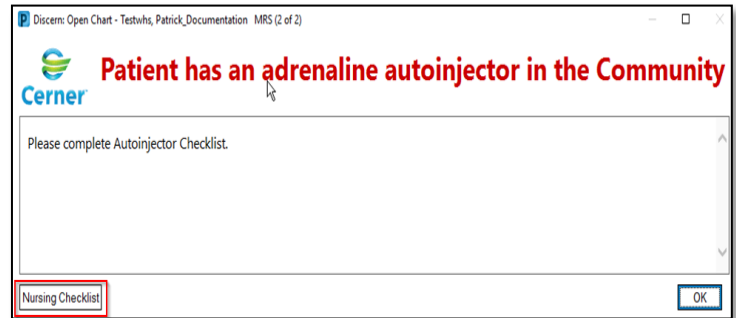 Discern: Open Chart - Testwhs, Patrick_Documentation MRS (2 of 2)
Patient has an adrenaline autoinjector in the Community
Cerner
Please complete Autoinjector Checklist.
Nursing Checklist
OK